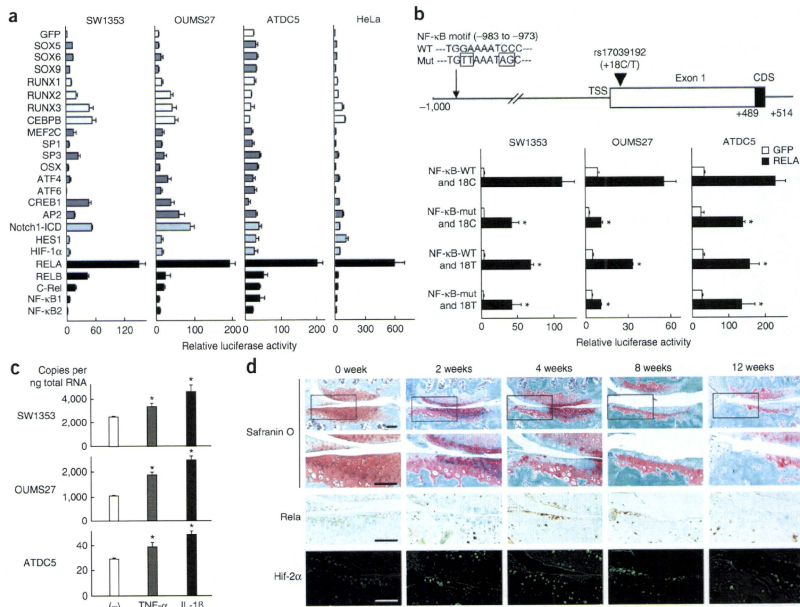 a
SW1353 OUMS27 ATDC5 HeLa
GFP
SOX5
SOX6
SOX9
RUNX1
RUNX2
RUNX3
CEBPB
MEF2C
SP1
SP3
OSX
ATF4
ATF6
CREB1
AP2
Notch1-ICD
HES1
HIF-1α
RELA
RELB
C-Rel
NF-κB1
NF-κB2
0 60 120 0 50 100 150 200 0 50 100 150 200 0 200 400 600
Relative luciferase activity
b
NF-κB motif (−983 to −973)
WT ---TGGAAAATCCC---
Mut ---TGTTAAATAGC---
rs17039192
(+18C/T)
TSS
Exon 1
CDS
−1,000
+489
+514
SW1353 OUMS27 ATDC5
GFP
RELA
NF-κB-WT
and 18C
NF-κB-mut
and 18C
*
*
*
NF-κB-WT
and 18T
*
*
*
NF-κB-mut
and 18T
*
*
*
0 50 100 0 30 60 0 100 200
Relative luciferase activity
c
Copies per
ng total RNA
SW1353
4,000
2,000
0
*
*
OUMS27
2,000
1,000
0
*
*
ATDC5
40
20
0
*
*
(–) TNF-α IL-1β
d
0 week 2 weeks 4 weeks 8 weeks 12 weeks
Safranin O
Rela
Hif-2α